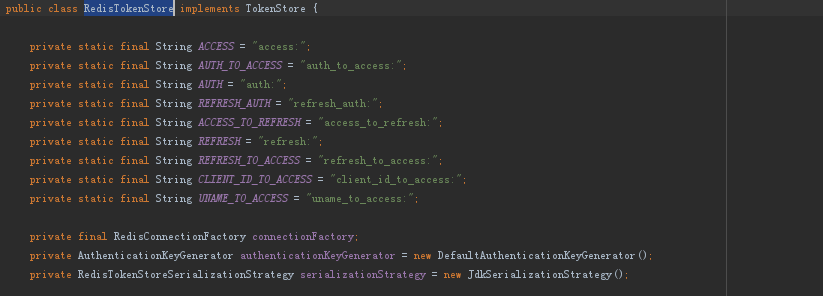 public class RedisTokenStore implements TokenStore {
private static final String ACCESS = "access:";
private static final String AUTH_TO_ACCESS = "auth_to_access:";
private static final String AUTH = "auth:";
private static final String REFRESH_AUTH = "refresh_auth:";
private static final String ACCESS_TO_REFRESH = "access_to_refresh:";
private static final String REFRESH = "refresh:";
private static final String REFRESH_TO_ACCESS = "refresh_to_access:";
private static final String CLIENT_ID_TO_ACCESS = "client_id_to_access:";
private static final String UNAME_TO_ACCESS = "uname_to_access:";
private final RedisConnectionFactory connectionFactory;
private AuthenticationKeyGenerator authenticationKeyGenerator = new DefaultAuthenticationKeyGenerator();
private RedisTokenStoreSerializationStrategy serializationStrategy = new JdkSerializationStrategy();